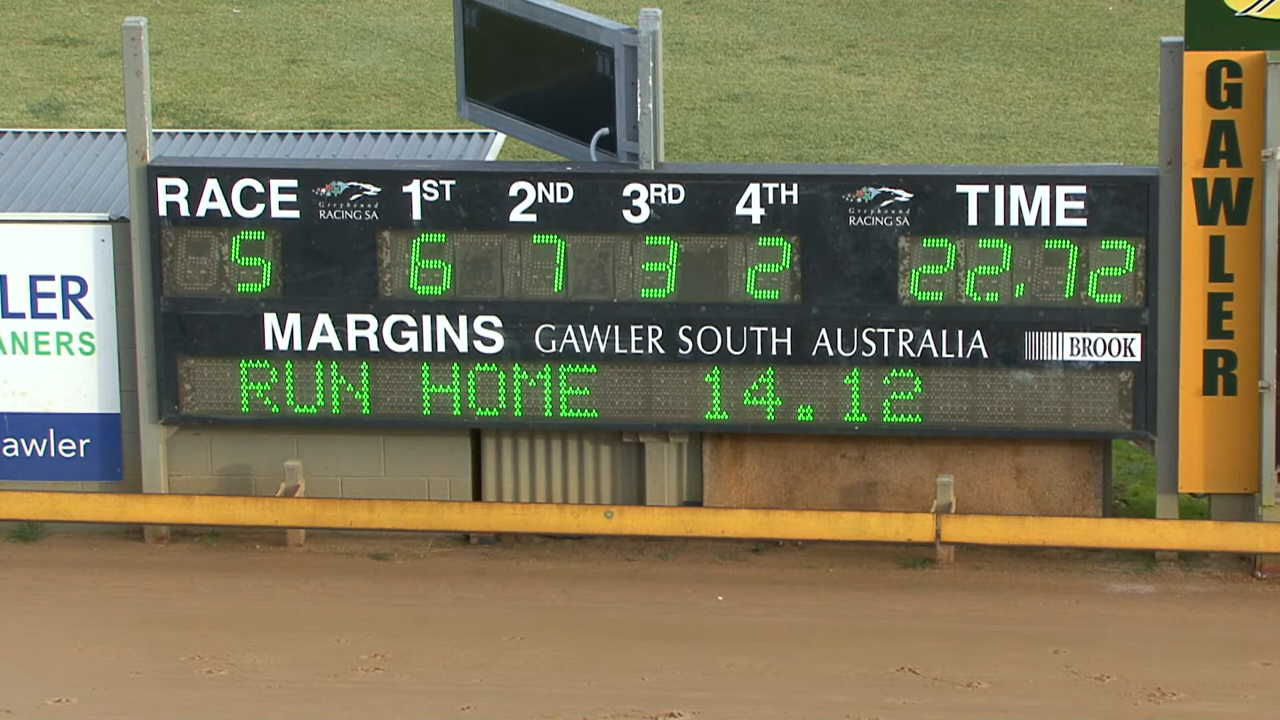 RACE Greyhound RACING SA 1ST 2ND 3RD 4TH Greyhound RACING SA TIME
5 6 7 3 2 22.72
MARGINS GAWLER SOUTH AUSTRALIA BROOK
RUN HOME 14.12
GAWLER
LER
ANERS
awler